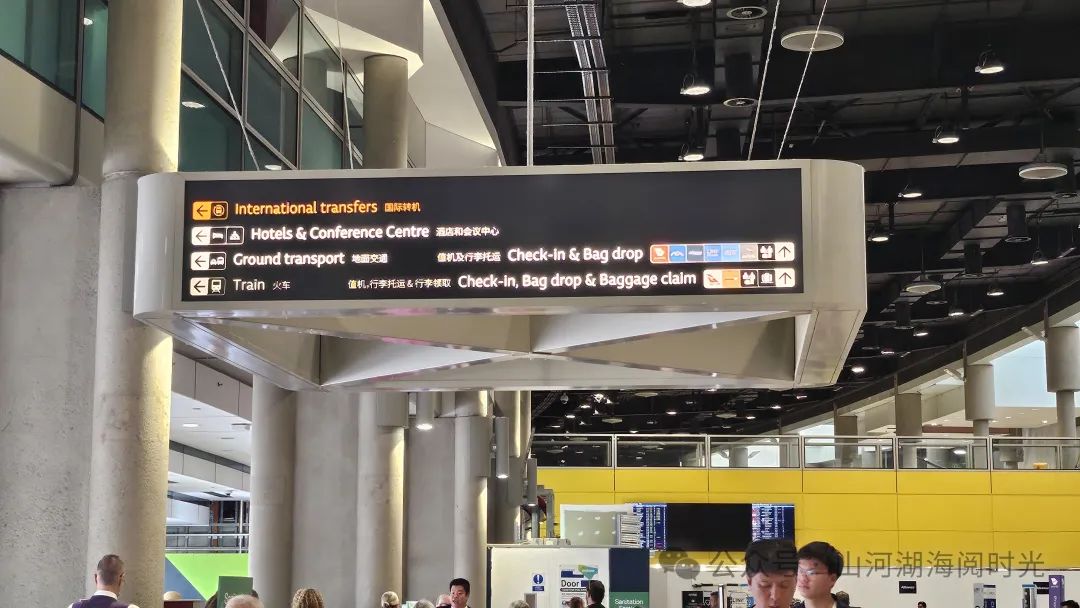 International transfers 国际转机
Hotels & Conference Centre 酒店和会议中心
Ground transport 地面交通
值机及行李托运 Check-in & Bag drop
Train 火车
值机,行李托运 & 行李领取 Check-in, Bag drop & Baggage claim
Door
Sanitation
公众号 山河湖海阅时光